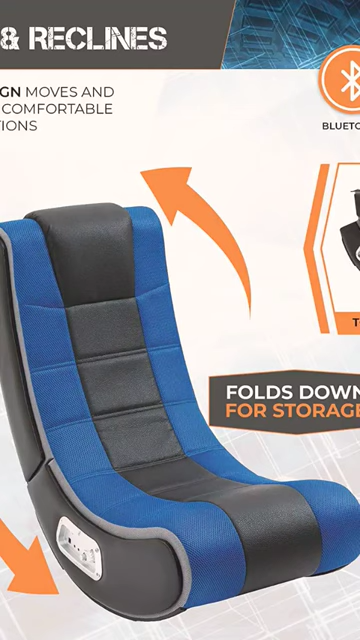 & RECLINES
GN MOVES AND
COMFORTABLE
TIONS
BLUETO
T
FOLDS DOWN
FOR STORAGE